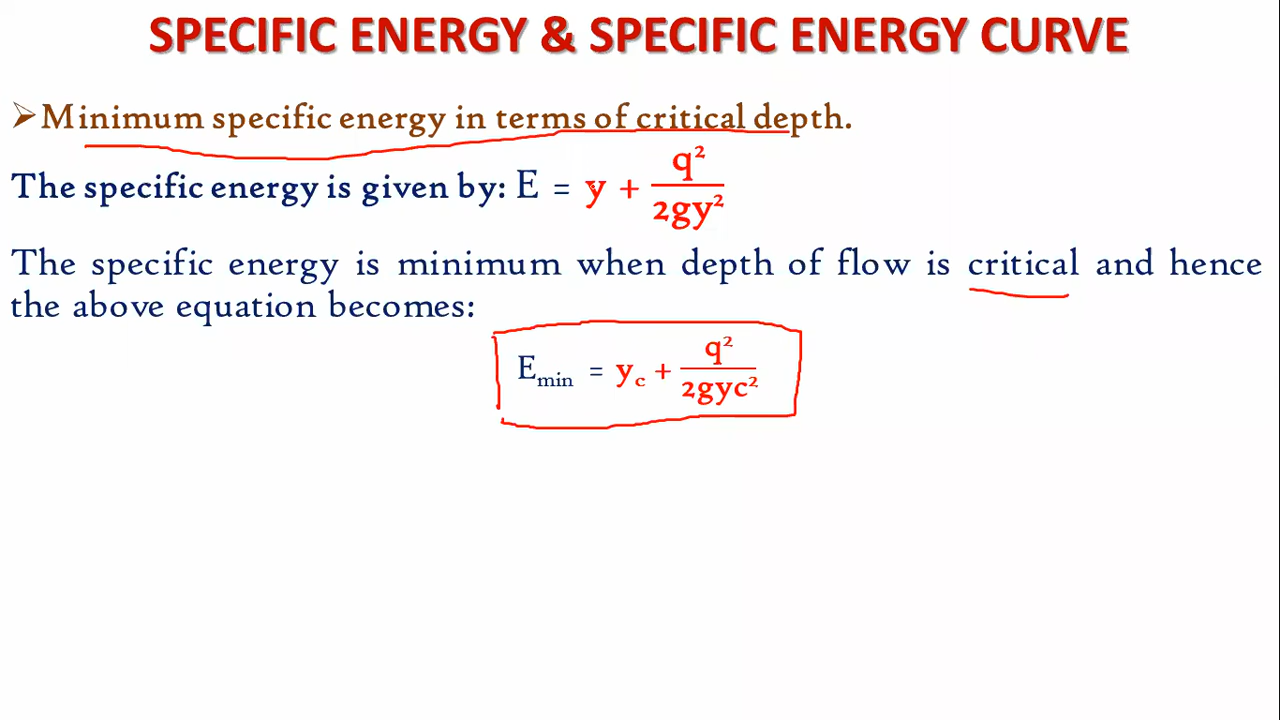 SPECIFIC ENERGY & SPECIFIC ENERGY CURVE
➢Minimum specific energy in terms of critical depth.
The specific energy is given by: E = y + q²/2gy²
The specific energy is minimum when depth of flow is critical and hence
the above equation becomes:
Emin = yc + q²/2gyc²